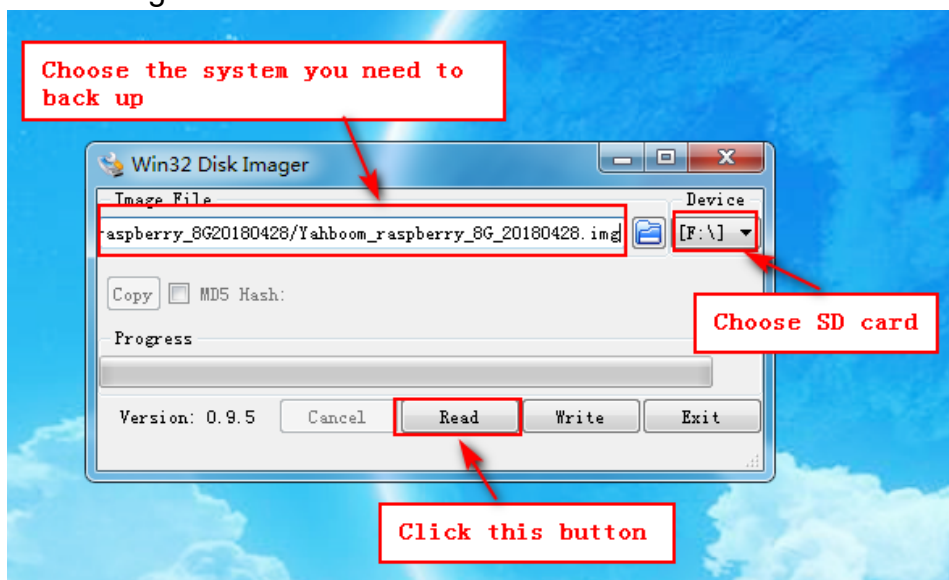 Choose the system you need to
back up
Win32 Disk Imager
Image File
Device
raspberry_8G20180428/Yahboom_raspberry_8G_20180428.img
[F:\]
Copy
MD5 Hash:
Choose SD card
Progress
Version: 0.9.5
Cancel
Read
Write
Exit
Click this button